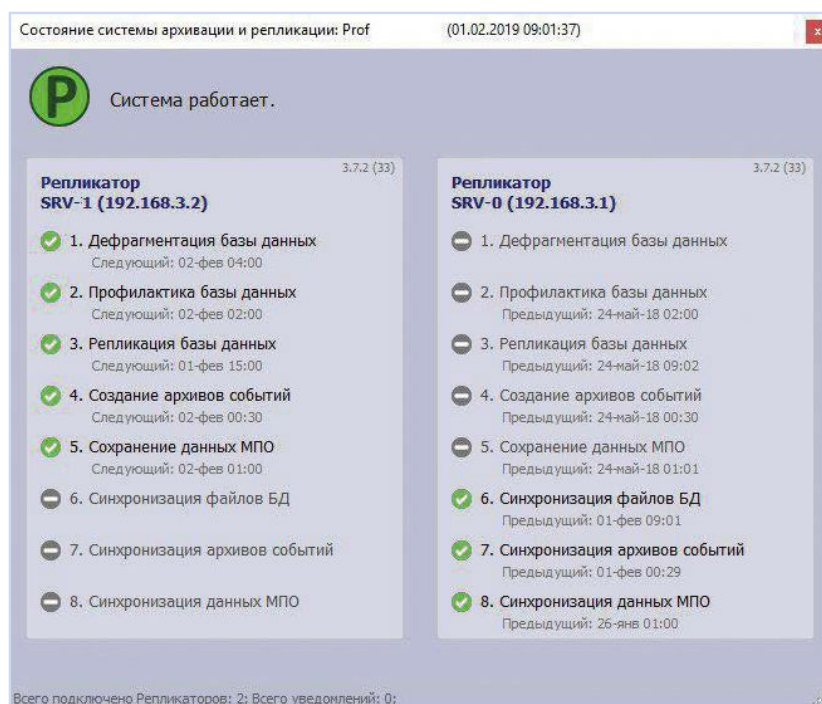 Состояние системы архивации и репликации: Prof (01.02.2019 09:01:37)
x
P
Система работает.
3.7.2 (33)
Репликатор
SRV-1 (192.168.3.2)
1. Дефрагментация базы данных
Следующий: 02-фев 04:00
2. Профилактика базы данных
Следующий: 02-фев 02:00
3. Репликация базы данных
Следующий: 01-фев 15:00
4. Создание архивов событий
Следующий: 02-фев 00:30
5. Сохранение данных МПО
Следующий: 02-фев 01:00
6. Синхронизация файлов БД
7. Синхронизация архивов событий
8. Синхронизация данных МПО
3.7.2 (33)
Репликатор
SRV-0 (192.168.3.1)
1. Дефрагментация базы данных
2. Профилактика базы данных
Предыдущий: 24-май-18 02:00
3. Репликация базы данных
Предыдущий: 24-май-18 09:02
4. Создание архивов событий
Предыдущий: 24-май-18 00:30
5. Сохранение данных МПО
Предыдущий: 24-май-18 01:01
6. Синхронизация файлов БД
Предыдущий: 01-фев 09:01
7. Синхронизация архивов событий
Предыдущий: 01-фев 00:29
8. Синхронизация данных МПО
Предыдущий: 26-янв 01:00
Всего подключено Репликаторов: 2; Всего уведомлений: 0;